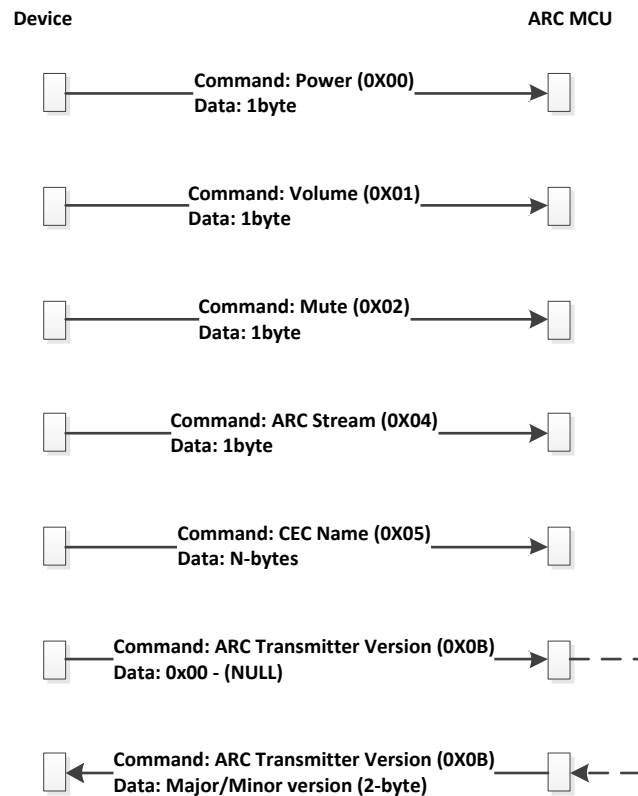 Device
ARC MCU
Command: Power (0X00)
Data: 1byte
Command: Volume (0X01)
Data: 1byte
Command: Mute (0X02)
Data: 1byte
Command: ARC Stream (0X04)
Data: 1byte
Command: CEC Name (0X05)
Data: N-bytes
Command: ARC Transmitter Version (0X0B)
Data: 0x00 - (NULL)
Command: ARC Transmitter Version (0X0B)
Data: Major/Minor version (2-byte)